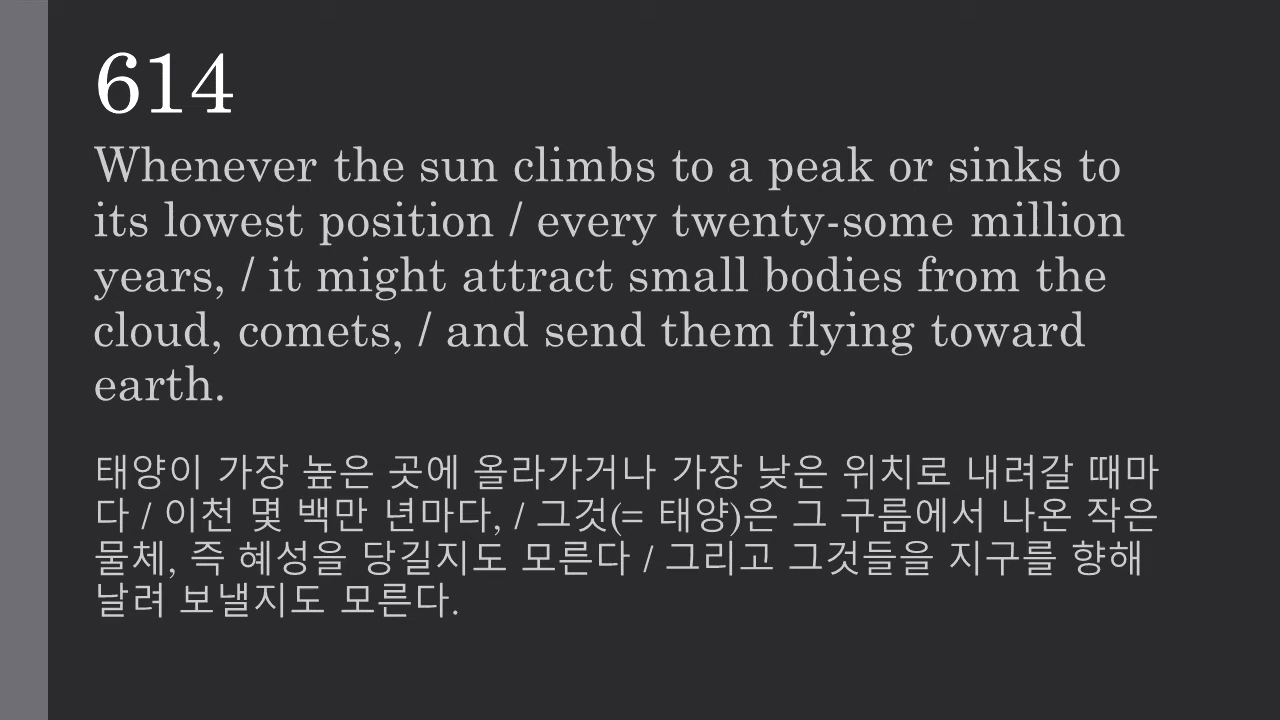 614
Whenever the sun climbs to a peak or sinks to
its lowest position / every twenty-some million
years, / it might attract small bodies from the
cloud, comets, / and send them flying toward
earth.
태양이 가장 높은 곳에 올라가거나 가장 낮은 위치로 내려갈 때마
다 / 이천 몇 백만 년마다, / 그것(= 태양)은 그 구름에서 나온 작은
물체, 즉 혜성을 당길지도 모른다 / 그리고 그것들을 지구를 향해
날려 보낼지도 모른다.